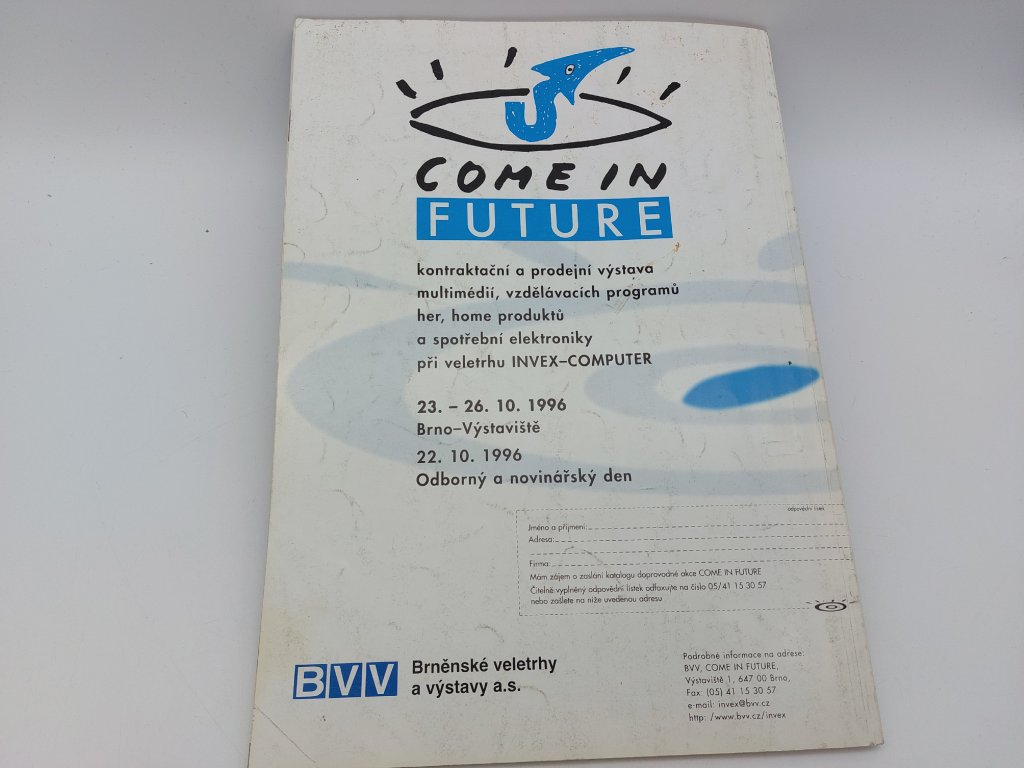 COME IN
FUTURE
kontraktační a prodejní výstava
multimédií, vzdělávacích programů
her, home produktů
a spotřební elektroniky
při veletrhu INVEX–COMPUTER
23. – 26. 10. 1996
Brno–Výstaviště
22. 10. 1996
Odborný a novinářský den
odpovědní lístek
Jméno a příjmení:
Adresa:
Firma:
Mám zájem o zaslání katalogu doprovodné akce COME IN FUTURE
Čitelně vyplněný odpovědní lístek odfaxujte na číslo 05/41 15 30 57
nebo zašlete na níže uvedenou adresu
BVV
Brněnské veletrhy
a výstavy a.s.
Podrobné informace na adrese:
BVV, COME IN FUTURE,
Výstaviště 1, 647 00 Brno,
Fax: (05) 41 15 30 57
e-mail: invex@bvv.cz
http: /www.bvv.cz/invex